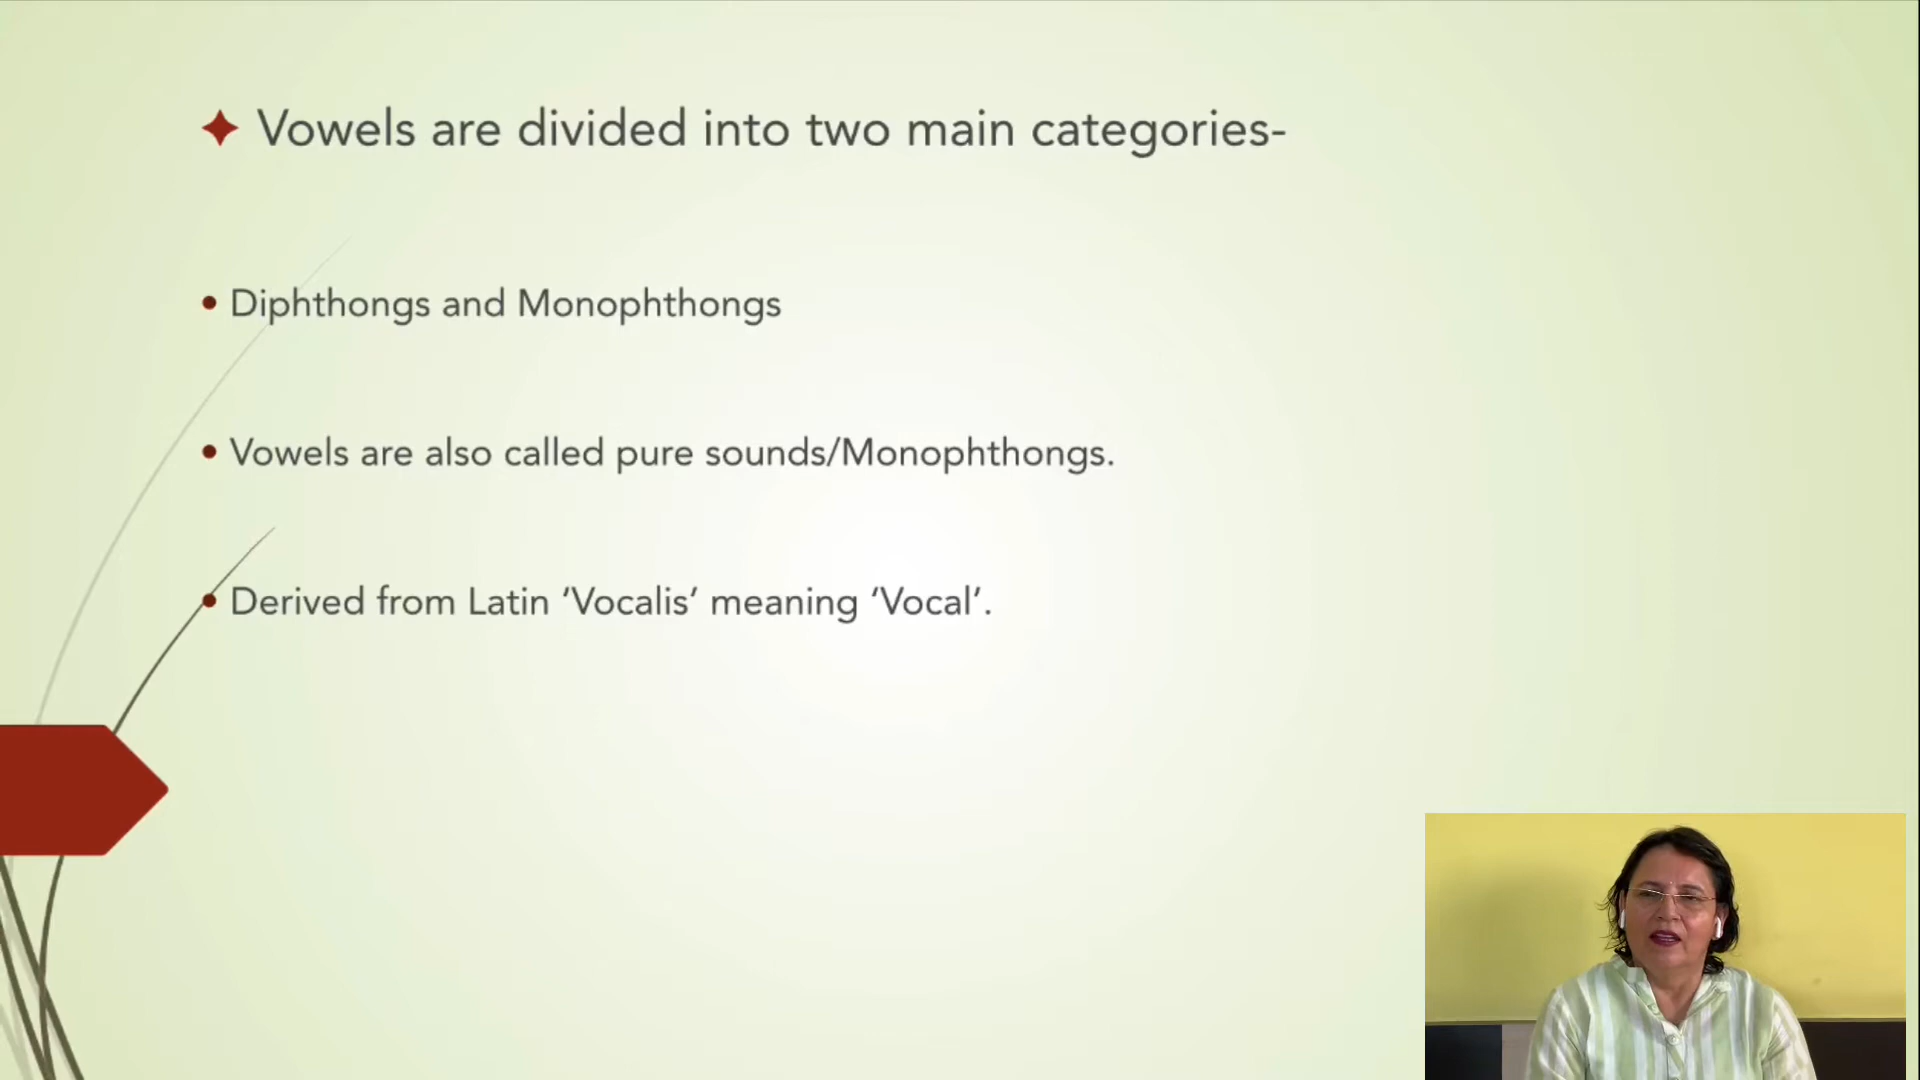 Vowels are divided into two main categories-
Diphthongs and Monophthongs
Vowels are also called pure sounds/Monophthongs.
Derived from Latin ‘Vocalis’ meaning ‘Vocal’.